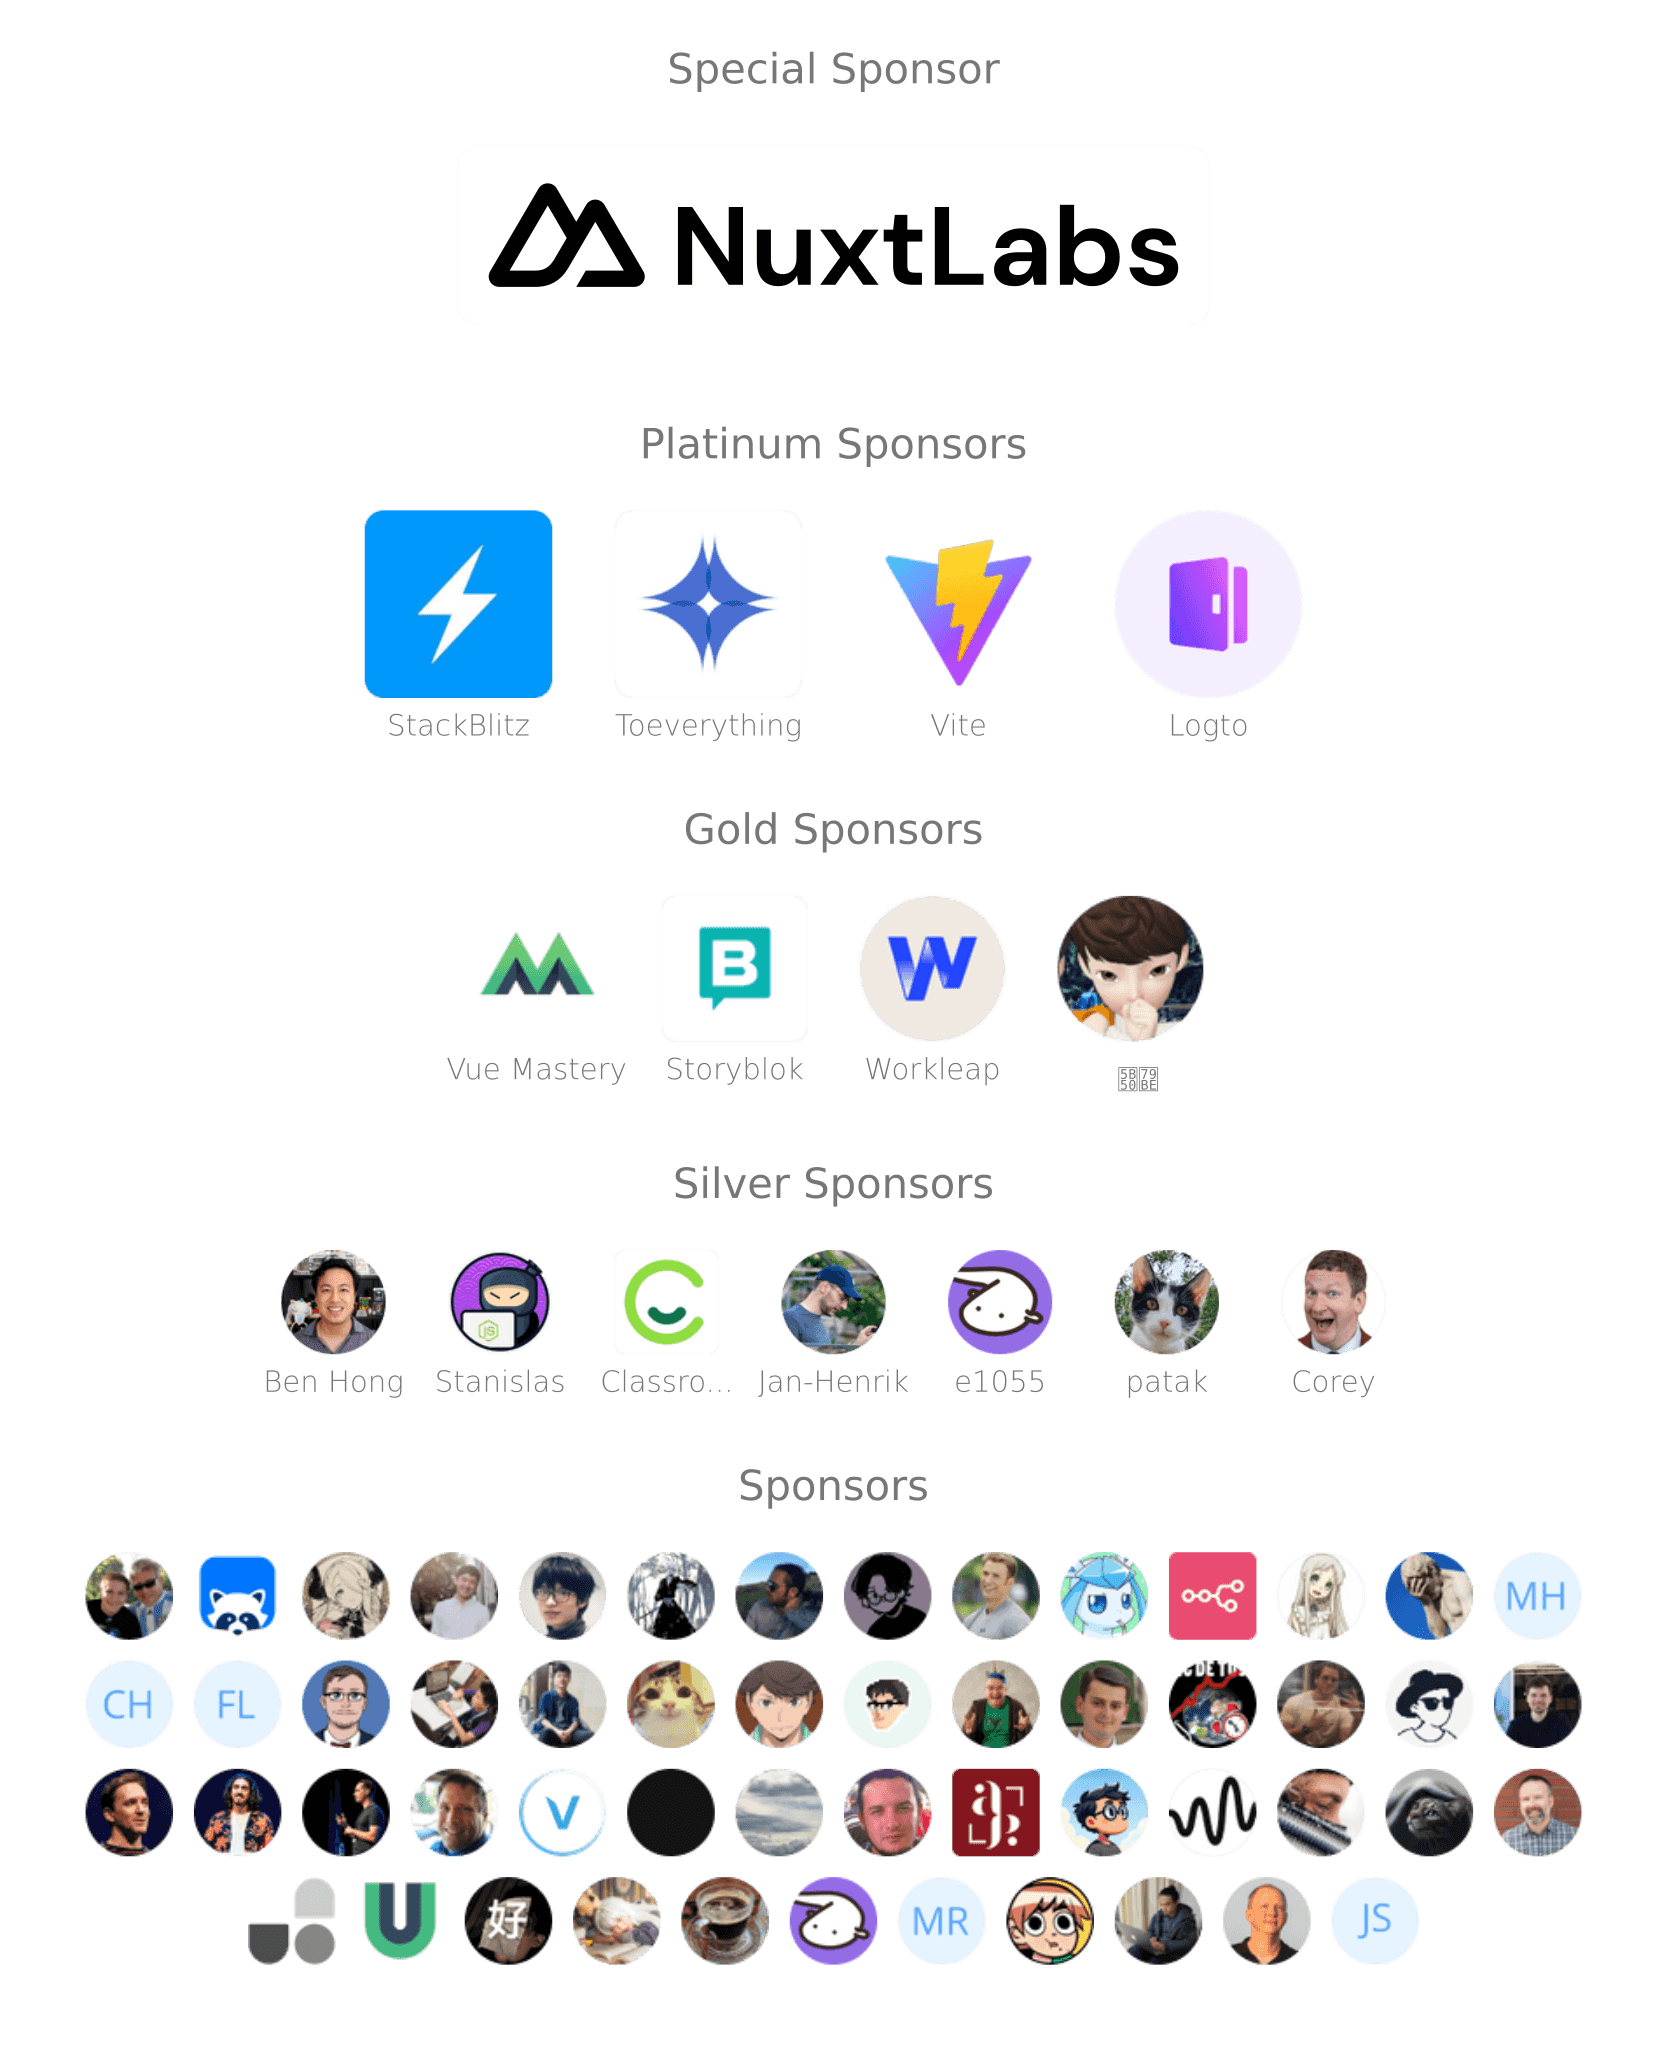 Special Sponsor
NuxtLabs
Platinum Sponsors
StackBlitz Toeverything Vite Logto
Gold Sponsors
Vue Mastery Storyblok Workleap
Silver Sponsors
Ben Hong Stanislas Classro... Jan-Henrik e1055 patak Corey
Sponsors
MH
CH FL
好 MR JS